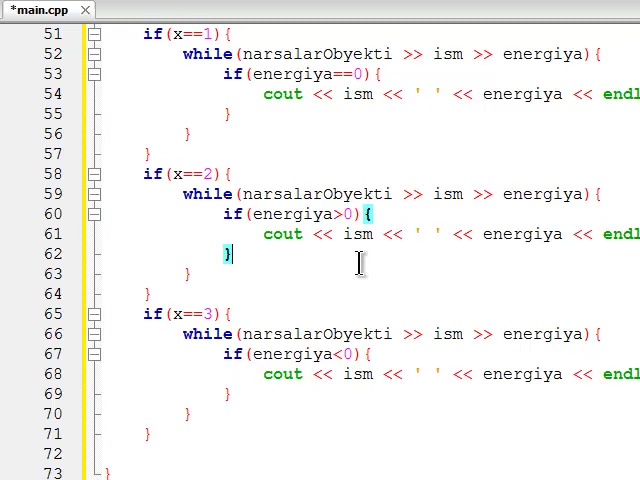 *main.cpp
51 if(x==1){
52 while(narsalarObyekti >> ism >> energiya){
53 if(energiya==0){
54 cout << ism << ' ' << energiya << endl
55 }
56 }
57 }
58 if(x==2){
59 while(narsalarObyekti >> ism >> energiya){
60 if(energiya>0){
61 cout << ism << ' ' << energiya << endl
62 }
63 }
64 }
65 if(x==3){
66 while(narsalarObyekti >> ism >> energiya){
67 if(energiya<0){
68 cout << ism << ' ' << energiya << endl
69 }
70 }
71 }
72
73 }